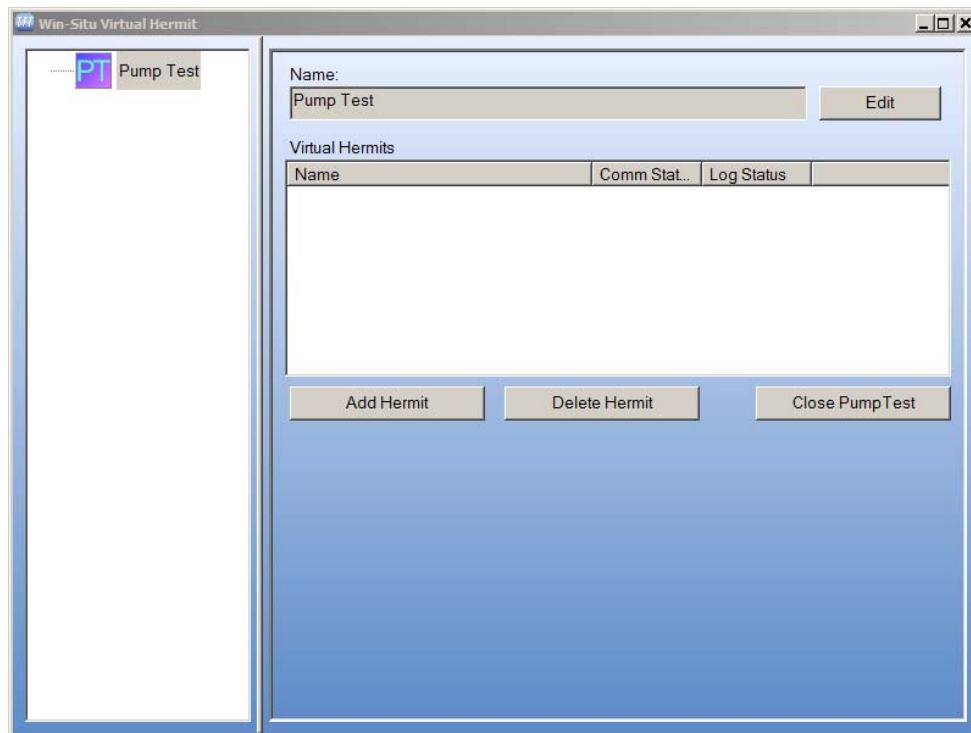 Win-Situ Virtual Hermit
PT Pump Test
Name:
Pump Test
Edit
Virtual Hermits
Name Comm Stat... Log Status
Add Hermit Delete Hermit Close PumpTest